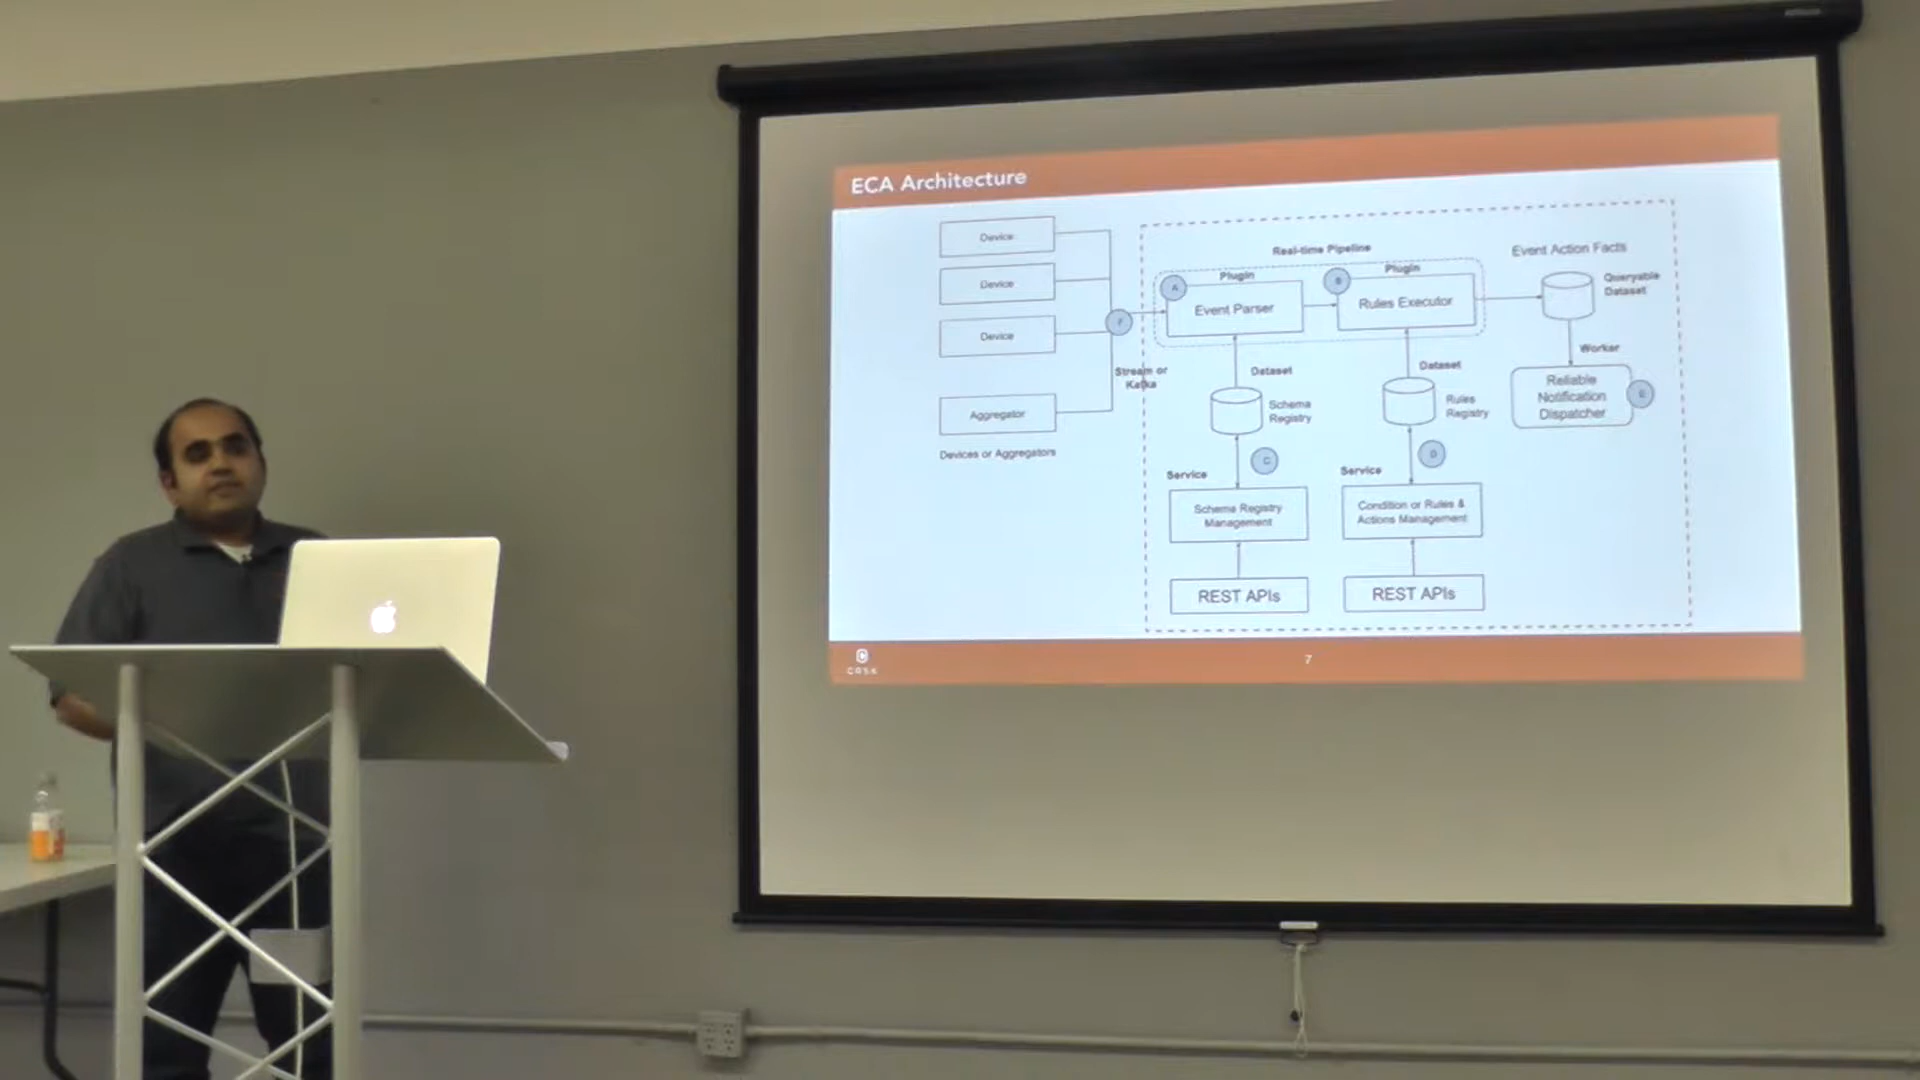 ECA Architecture
Device
Device
Device
Aggregator
Devices or Aggregators
F
Stream or
Kafka
Real-time Pipeline
A
Plugin
Event Parser
B
Plugin
Rules Executor
Event Action Facts
Queryable
Dataset
Worker
Reliable
Notification
Dispatcher
E
Dataset
Schema
Registry
Dataset
Rules
Registry
C
D
Service
Schema Registry
Management
Service
Condition or Rules &
Actions Management
REST APIs
REST APIs
CASK
7